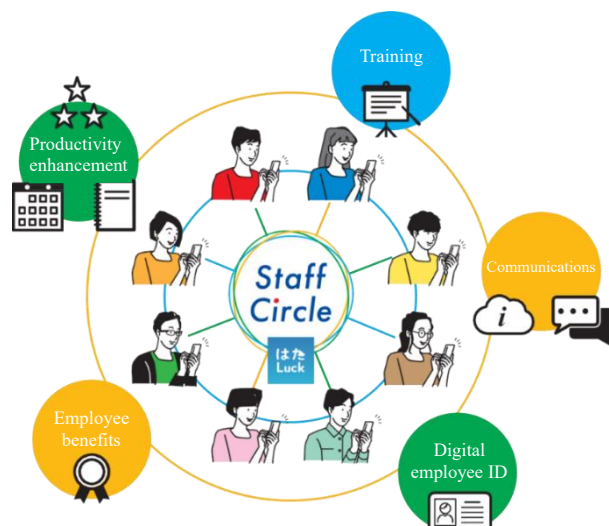 Training
Productivity
enhancement
Communications
Staff
Circle
はた
Luck
i
Employee
benefits
Digital
employee ID